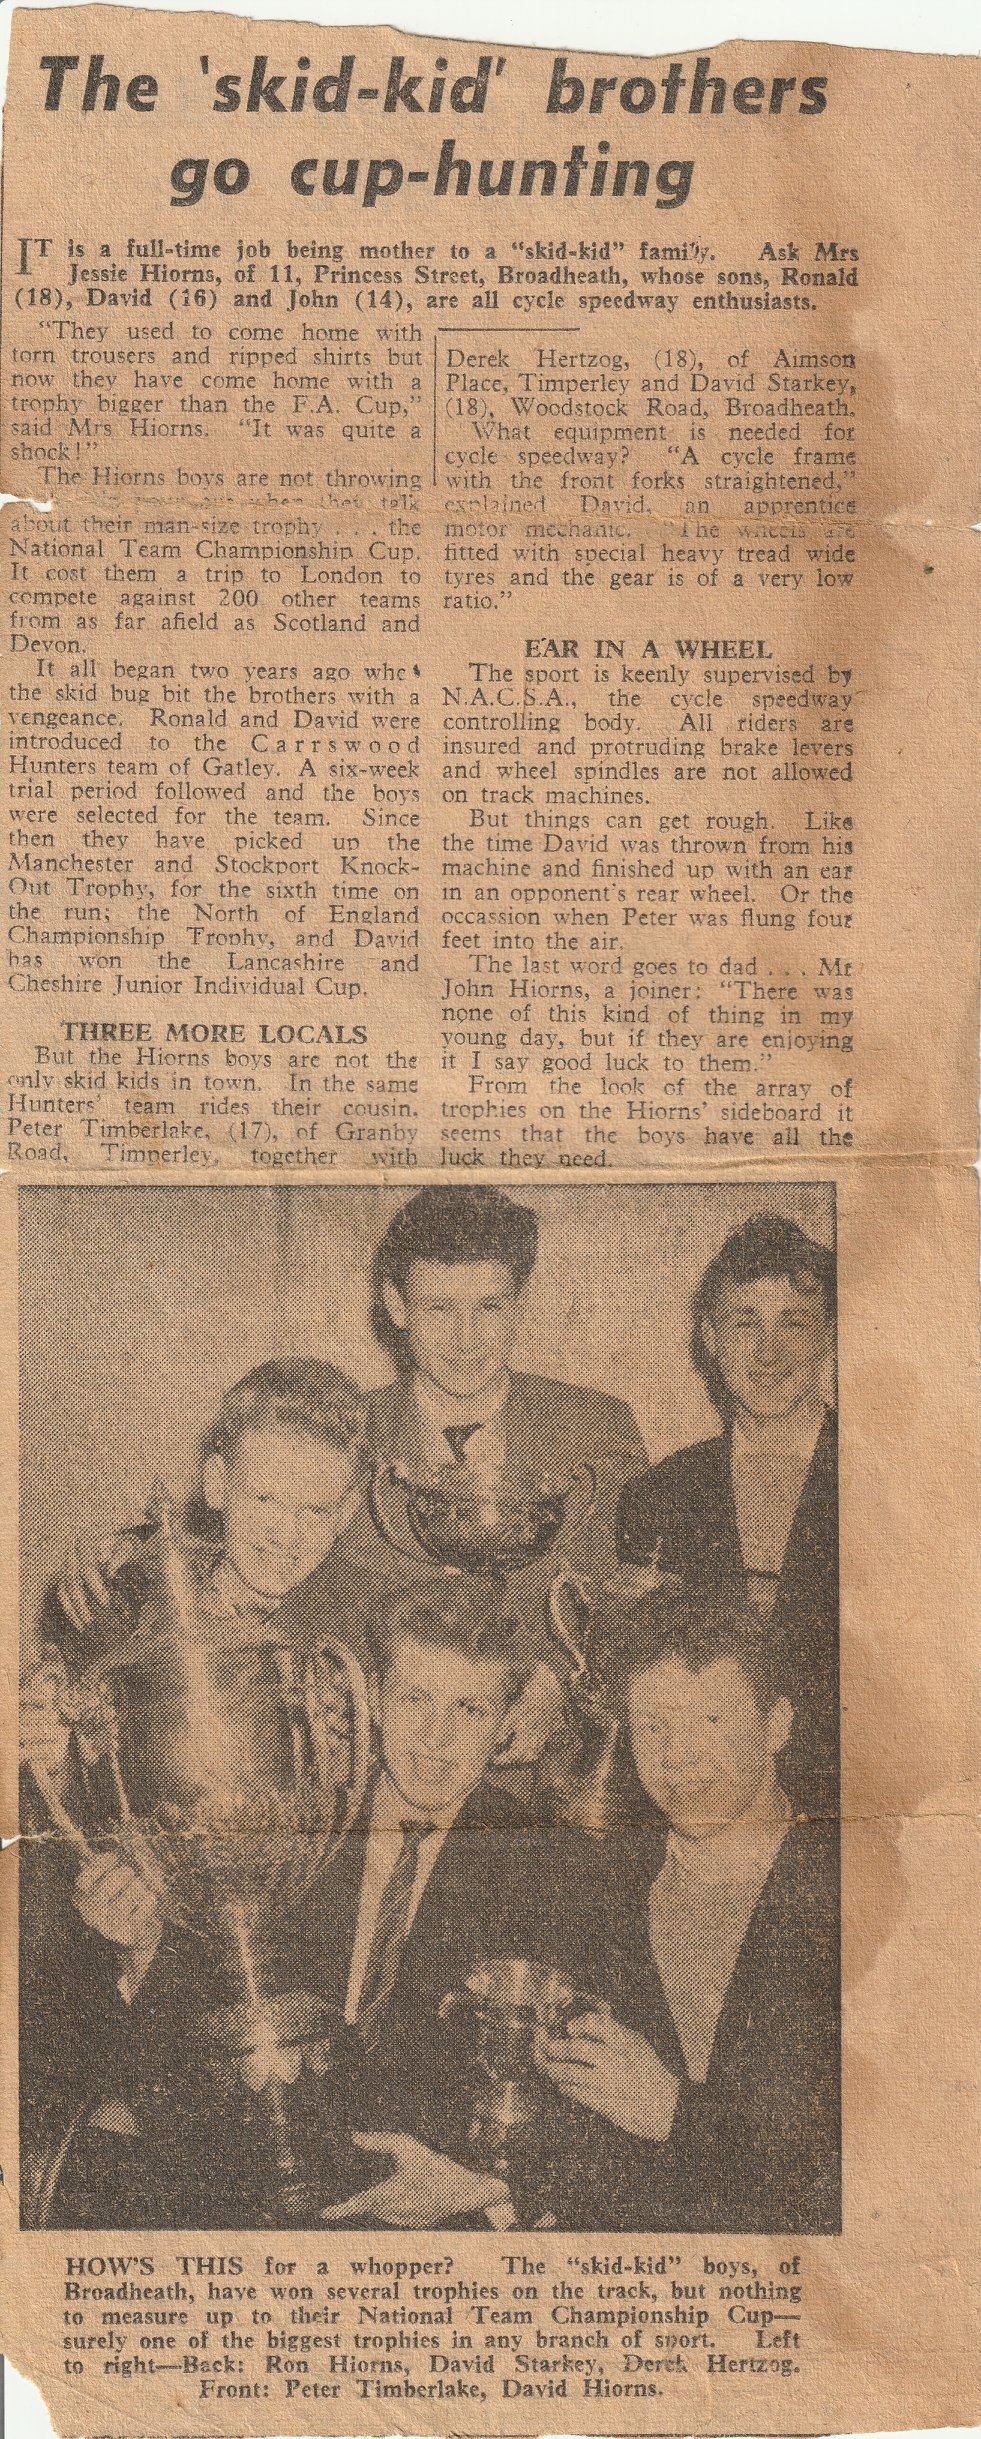 The 'skid-kid' brothers
go cup-hunting
IT is a full-time job being mother to a "skid-kid" family. Ask Mrs
Jessie Hiorns, of 11, Princess Street, Broadheath, whose sons, Ronald
(18), David (16) and John (14), are all cycle speedway enthusiasts.
"They used to come home with
torn trousers and ripped shirts but
now they have come home with a
trophy bigger than the F.A. Cup,"
said Mrs Hiorns. "It was quite a
shock!"
The Hiorns boys are not throwing
when they talk
about their man-size trophy . . . the
National Team Championship Cup.
It cost them a trip to London to
compete against 200 other teams
from as far afield as Scotland and
Devon.
It all began two years ago when
the skid bug bit the brothers with a
vengeance. Ronald and David were
introduced to the Carrswood
Hunters team of Gatley. A six-week
trial period followed and the boys
were selected for the team. Since
then they have picked up the
Manchester and Stockport Knock-
Out Trophy, for the sixth time on
the run; the North of England
Championship Trophy, and David
has won the Lancashire and
Cheshire Junior Individual Cup.
THREE MORE LOCALS
But the Hiorns boys are not the
only skid kids in town. In the same
Hunters' team rides their cousin,
Peter Timberlake, (17), of Granby
Road, Timperley, together with
Derek Hertzog, (18), of Aimson
Place, Timperley and David Starkey,
(18), Woodstock Road, Broadheath.
What equipment is needed for
cycle speedway? "A cycle frame
with the front forks straightened,"
explained David, an apprentice
motor mechanic. "The wheels are
fitted with special heavy tread wide
tyres and the gear is of a very low
ratio."
EAR IN A WHEEL
The sport is keenly supervised by
N.A.C.S.A., the cycle speedway
controlling body. All riders are
insured and protruding brake levers
and wheel spindles are not allowed
on track machines.
But things can get rough. Like
the time David was thrown from his
machine and finished up with an ear
in an opponent's rear wheel. Or the
occassion when Peter was flung four
feet into the air.
The last word goes to dad . . . Mr
John Hiorns, a joiner: "There was
none of this kind of thing in my
young day, but if they are enjoying
it I say good luck to them."
From the look of the array of
trophies on the Hiorns' sideboard it
seems that the boys have all the
luck they need.
HOW'S THIS for a whopper? The "skid-kid" boys, of
Broadheath, have won several trophies on the track, but nothing
to measure up to their National Team Championship Cup—
surely one of the biggest trophies in any branch of sport. Left
to right—Back: Ron Hiorns, David Starkey, Derek Hertzog.
Front: Peter Timberlake, David Hiorns.